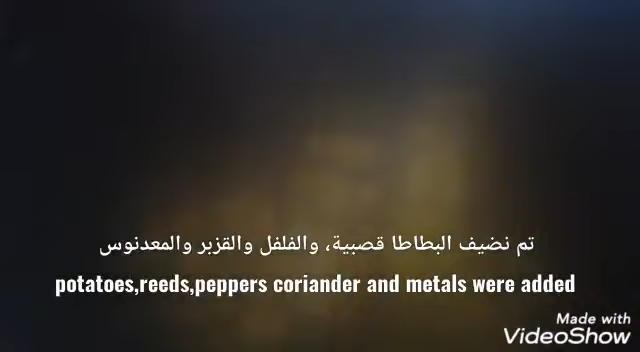 تم نضيف البطاطا قصبية، والفلفل والقزبر والمعدنوس
potatoes,reeds,peppers coriander and metals were added
Made with
VideoShow